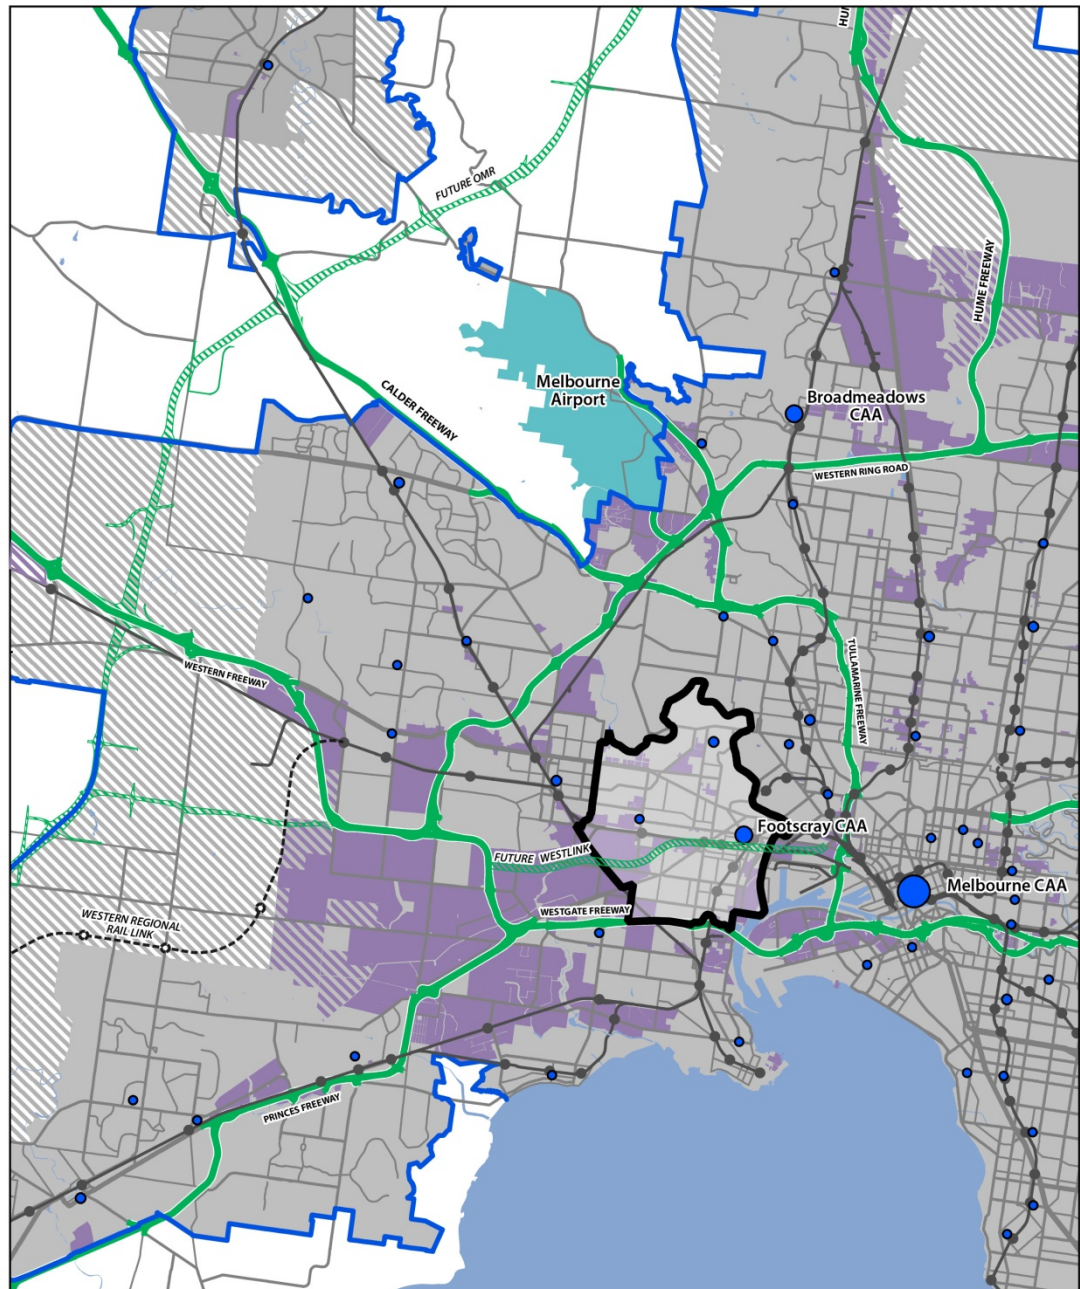 HUM
FUTURE OMR
HUME FREEWAY
Melbourne
Airport
CALDER FREEWAY
Broadmeadows
CAA
WESTERN RING ROAD
WESTERN FREEWAY
TULLAMARINE FREEWAY
Footscray CAA
FUTURE WESTLINK
Melbourne CAA
WESTGATE FREEWAY
WESTERN REGIONAL
RAIL LINK
PRINCES FREEWAY